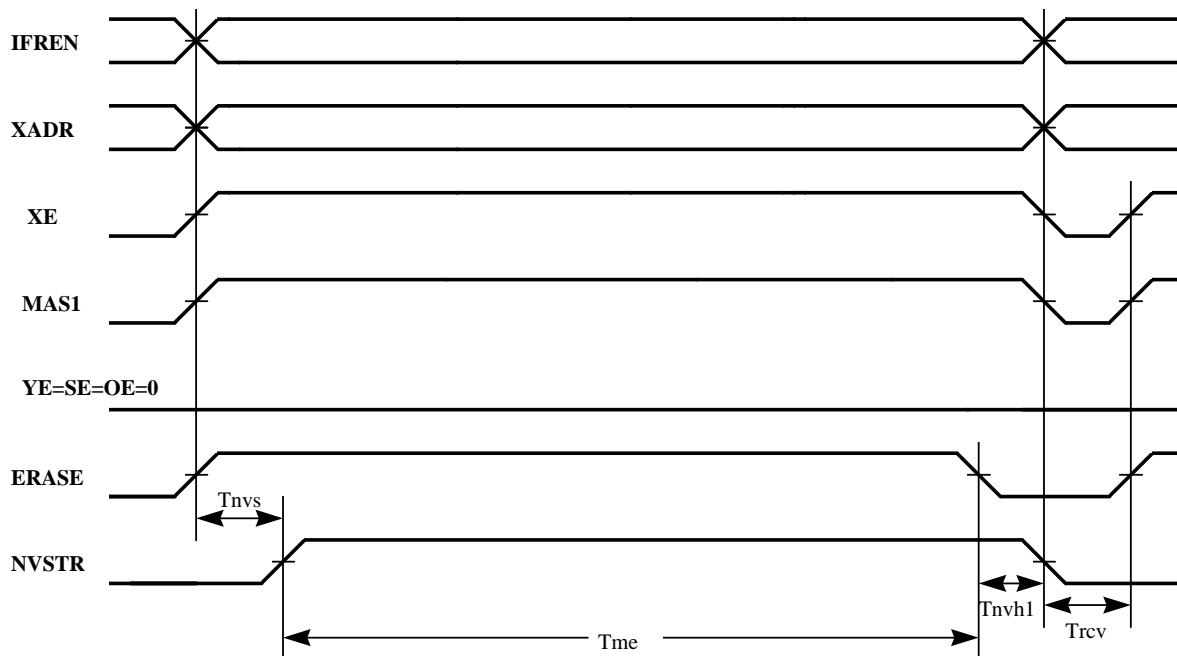 IFREN
XADR
XE
MAS1
YE=SE=OE=0
ERASE
Tnvs
NVSTR
Tnvh1
Trcv
Tme